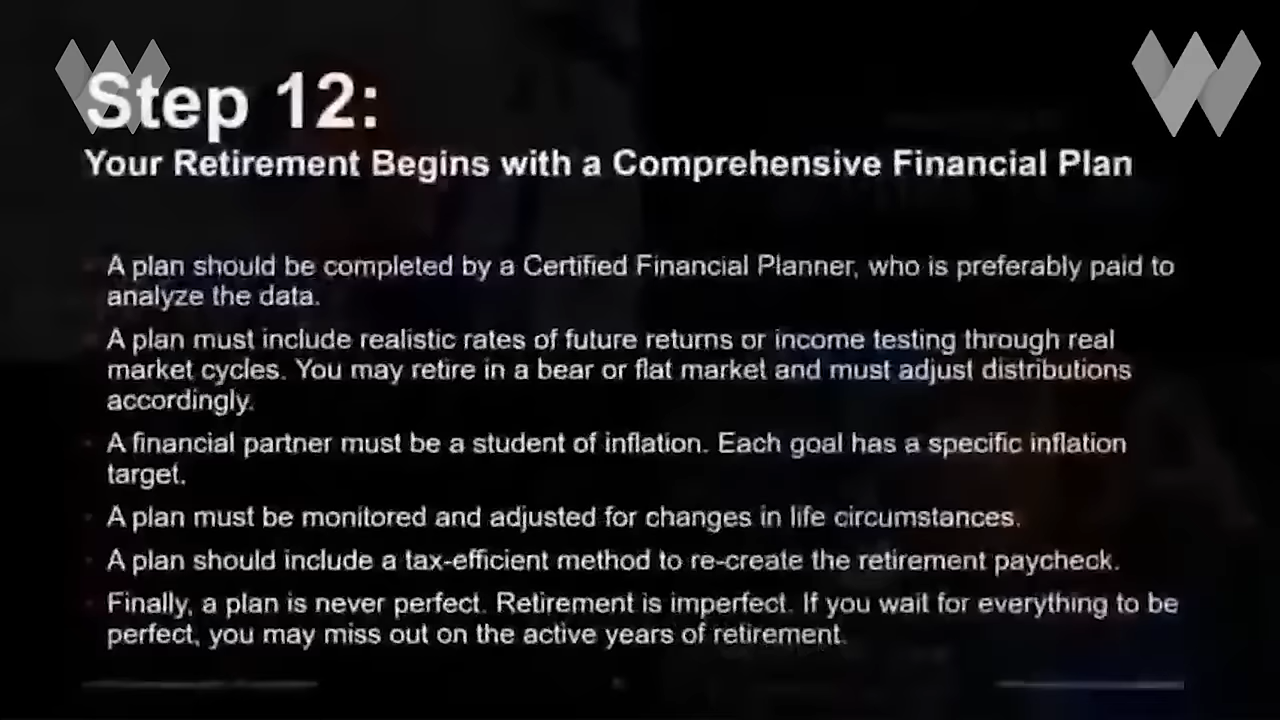 Step 12:
Your Retirement Begins with a Comprehensive Financial Plan
A plan should be completed by a Certified Financial Planner, who is preferably paid to
analyze the data.
A plan must include realistic rates of future returns or income testing through real
market cycles. You may retire in a bear or flat market and must adjust distributions
accordingly.
A financial partner must be a student of inflation. Each goal has a specific inflation
target.
A plan must be monitored and adjusted for changes in life circumstances.
A plan should include a tax-efficient method to re-create the retirement paycheck.
Finally, a plan is never perfect. Retirement is imperfect. If you wait for everything to be
perfect, you may miss out on the active years of retirement.